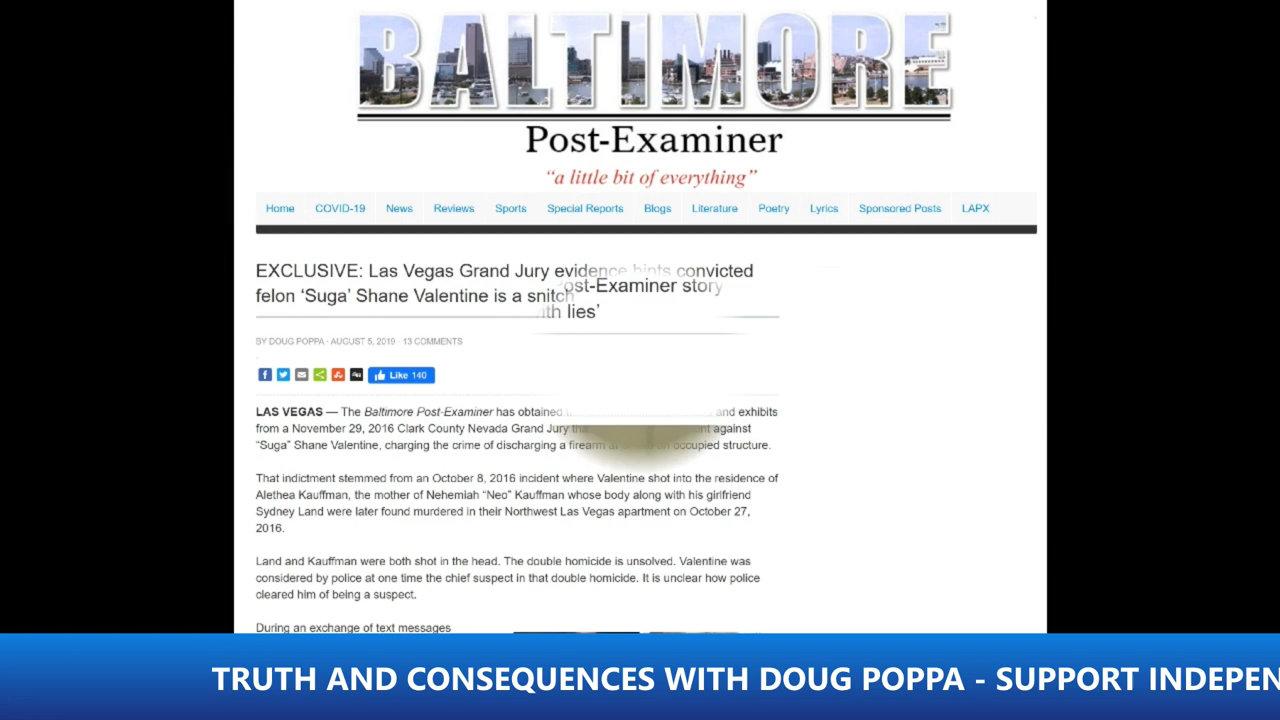 BALTIMORE
Post-Examiner
“a little bit of everything”
Home COVID-19 News Reviews Sports Special Reports Blogs Literature Poetry Lyrics Sponsored Posts LAPX
EXCLUSIVE: Las Vegas Grand Jury evidence hints convicted
felon ‘Suga’ Shane Valentine is a snitch
ost-Examiner story
th lies’
BY DOUG POPPA · AUGUST 5, 2019 · 13 COMMENTS
Like 140
LAS VEGAS — The Baltimore Post-Examiner has obtained and exhibits
from a November 29, 2016 Clark County Nevada Grand Jury against
“Suga” Shane Valentine, charging the crime of discharging a firearm occupied structure.
That indictment stemmed from an October 8, 2016 incident where Valentine shot into the residence of
Alethea Kauffman, the mother of Nehemiah “Neo” Kauffman whose body along with his girlfriend
Sydney Land were later found murdered in their Northwest Las Vegas apartment on October 27,
2016.
Land and Kauffman were both shot in the head. The double homicide is unsolved. Valentine was
considered by police at one time the chief suspect in that double homicide. It is unclear how police
cleared him of being a suspect.
During an exchange of text messages
TRUTH AND CONSEQUENCES WITH DOUG POPPA - SUPPORT INDEPEN